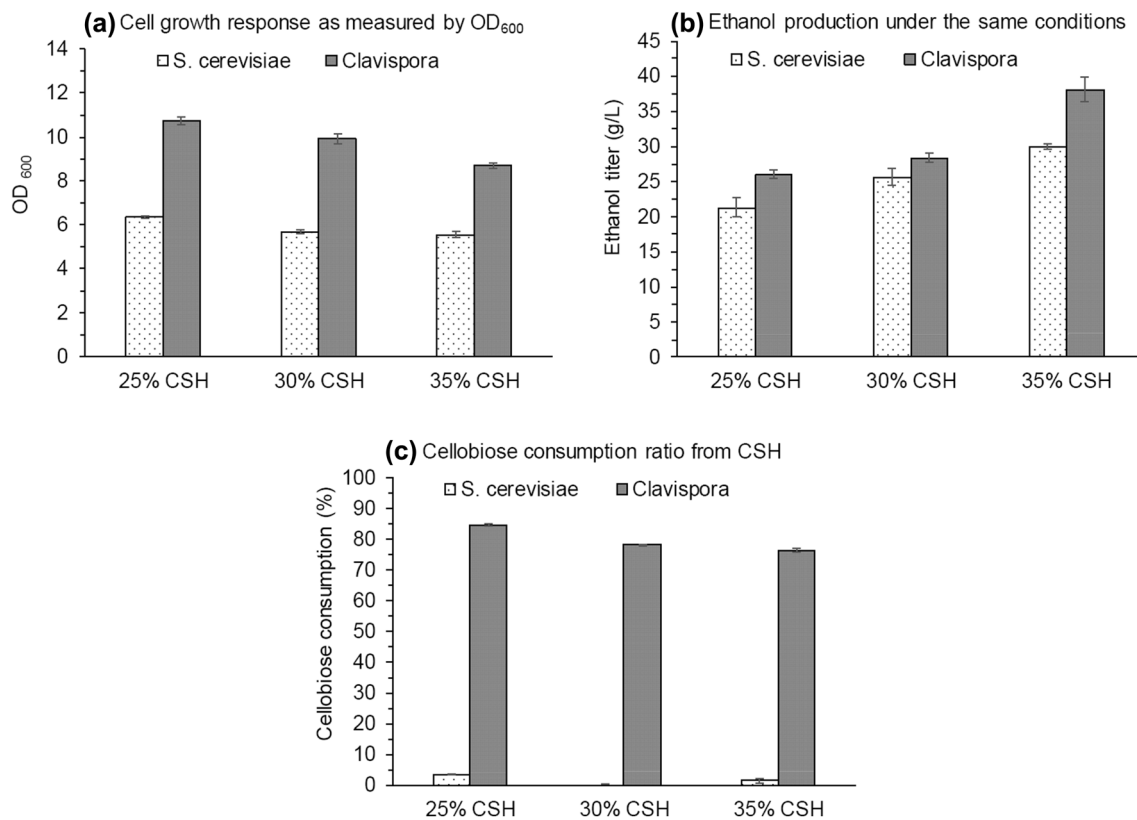 (a) Cell growth response as measured by OD600
S. cerevisiae Clavispora
OD 600
14
12
10
8
6
4
2
0
25% CSH 30% CSH 35% CSH
(b) Ethanol production under the same conditions
S. cerevisiae Clavispora
Ethanol titer (g/L)
45
40
35
30
25
20
15
10
5
0
25% CSH 30% CSH 35% CSH
(c) Cellobiose consumption ratio from CSH
S. cerevisiae Clavispora
Cellobiose consumption (%)
100
90
80
70
60
50
40
30
20
10
0
25% CSH 30% CSH 35% CSH